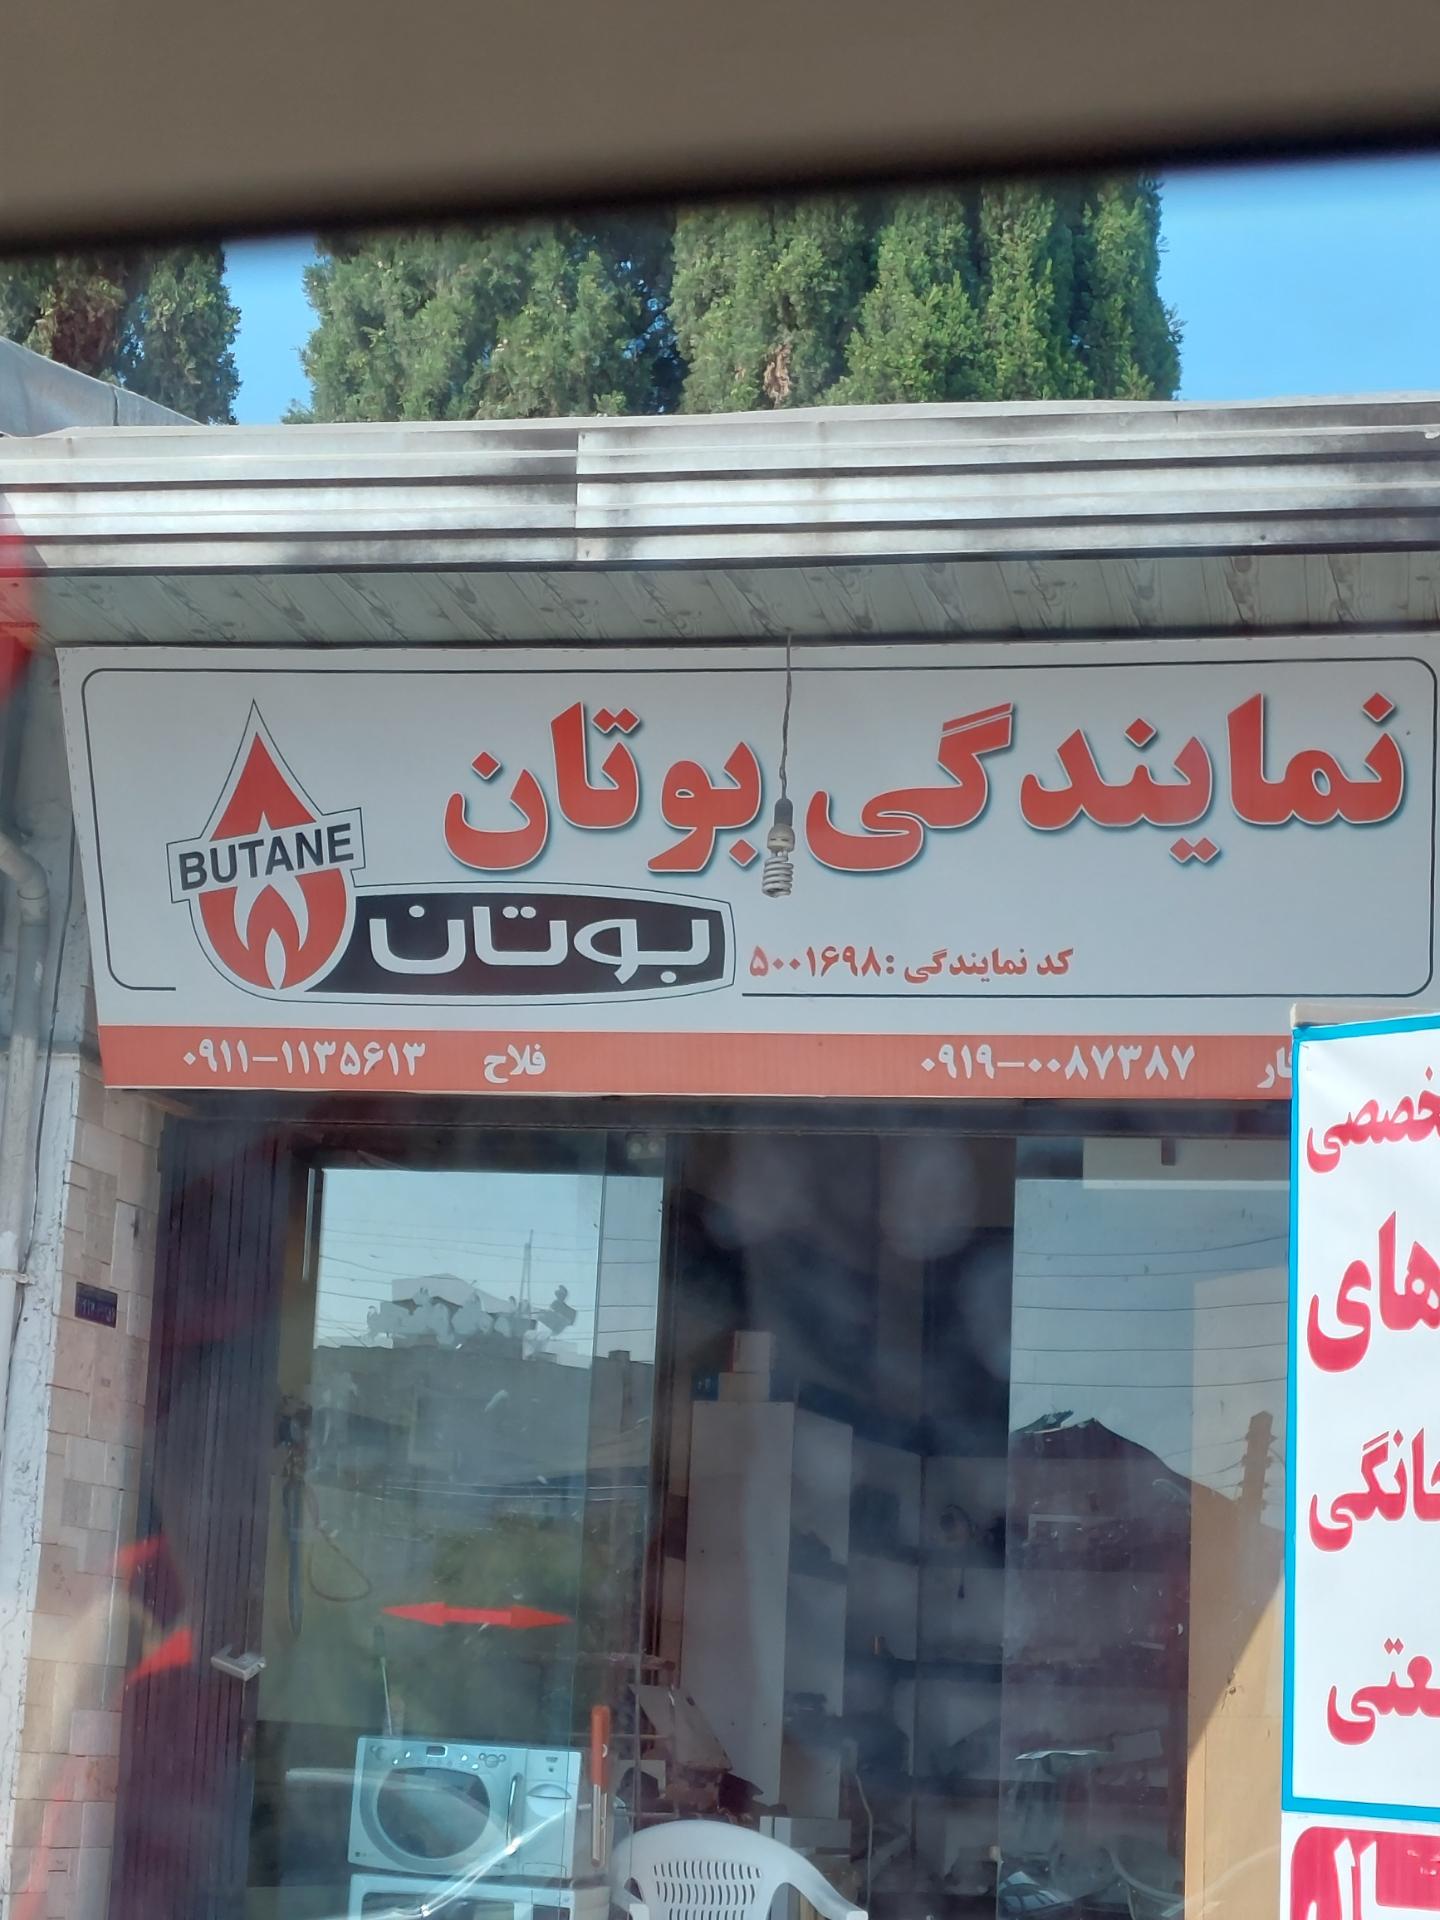 نمایندگی بوتان
BUTANE
بوتان
کد نمایندگی : ۵۰۰۱۶۹۸
۰۹۱۹-۰۰۸۷۳۸۷
فلاح ۰۹۱۱-۱۱۳۵۶۱۳